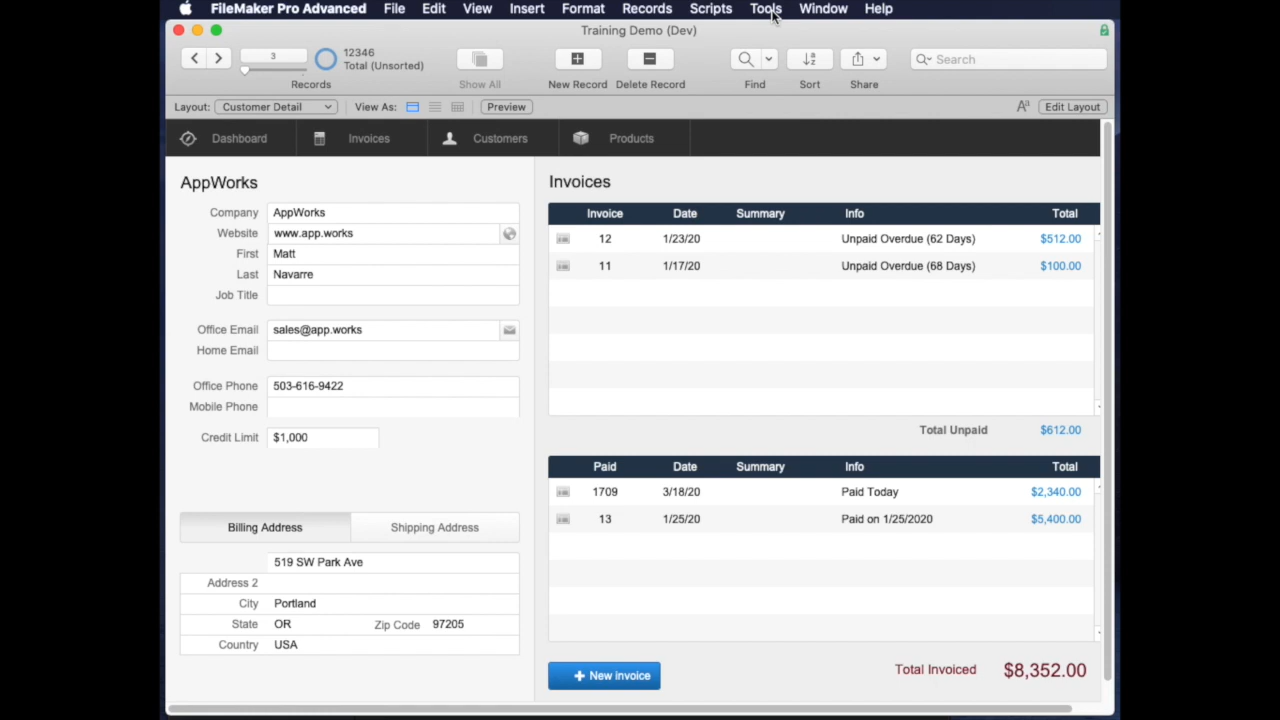 FileMaker Pro Advanced File Edit View Insert Format Records Scripts Tools Window Help
Training Demo (Dev)
3 12346
Total (Unsorted)
Search
Records Show All New Record Delete Record Find Sort Share
Layout: Customer Detail View As: Preview Aa Edit Layout
Dashboard Invoices Customers Products
AppWorks
Company AppWorks
Website www.app.works
First Matt
Last Navarre
Job Title
Office Email sales@app.works
Home Email
Office Phone 503-616-9422
Mobile Phone
Credit Limit $1,000
Billing Address Shipping Address
519 SW Park Ave
Address 2
City Portland
State OR Zip Code 97205
Country USA
Invoices
Invoice Date Summary Info Total
12 1/23/20 Unpaid Overdue (62 Days) $512.00
11 1/17/20 Unpaid Overdue (68 Days) $100.00
Total Unpaid $612.00
Paid Date Summary Info Total
1709 3/18/20 Paid Today $2,340.00
13 1/25/20 Paid on 1/25/2020 $5,400.00
+ New invoice
Total Invoiced $8,352.00